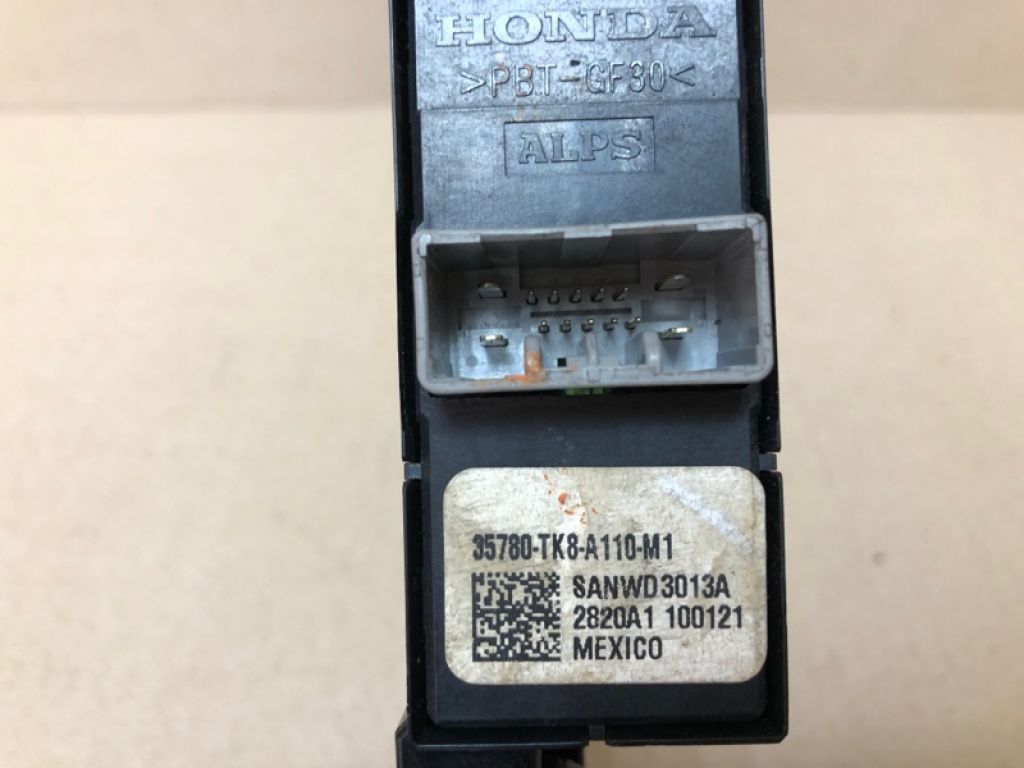 HONDA
>PBT-GF30<
ALPS
35780-TK8-A110-M1
SANWD3013A
2820A1 100121
MEXICO